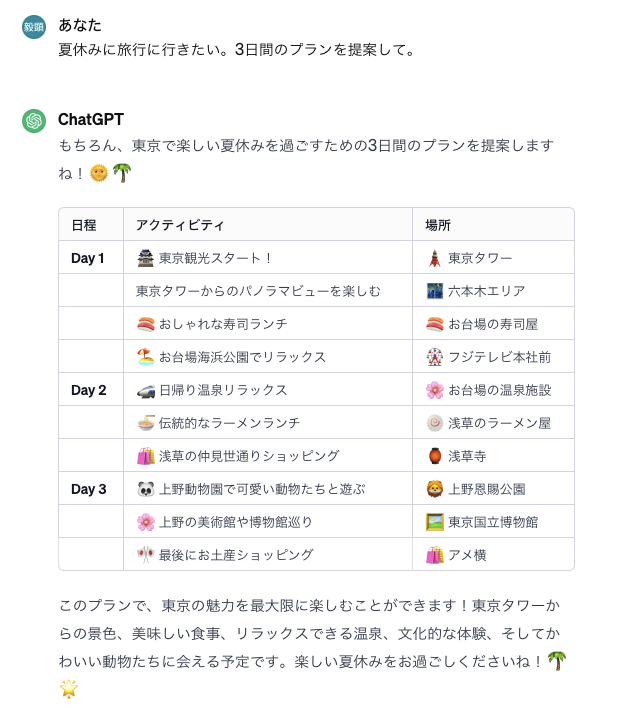 毅頭
あなた
夏休みに旅行に行きたい。3日間のプランを提案して。
ChatGPT
もちろん、東京で楽しい夏休みを過ごすための3日間のプランを提案します
ね！🌞🌴
日程 アクティビティ 場所
Day 1 🏯 東京観光スタート！ 🗼 東京タワー
東京タワーからのパノラマビューを楽しむ 🌃 六本木エリア
🍣 おしゃれな寿司ランチ 🍣 お台場の寿司屋
🏖️ お台場海浜公園でリラックス 🎡 フジテレビ本社前
Day 2 🚄 日帰り温泉リラックス 🌸 お台場の温泉施設
🍜 伝統的なラーメンランチ 🍥 浅草のラーメン屋
🛍️ 浅草の仲見世通りショッピング 🏮 浅草寺
Day 3 🐼 上野動物園で可愛い動物たちと遊ぶ 🦁 上野恩賜公園
🌸 上野の美術館や博物館巡り 🖼️ 東京国立博物館
🎌 最後にお土産ショッピング 🛍️ アメ横
このプランで、東京の魅力を最大限に楽しむことができます！東京タワーか
らの景色、美味しい食事、リラックスできる温泉、文化的な体験、そしてか
わいい動物たちに会える予定です。楽しい夏休みをお過ごしくださいね！🌴
🌟